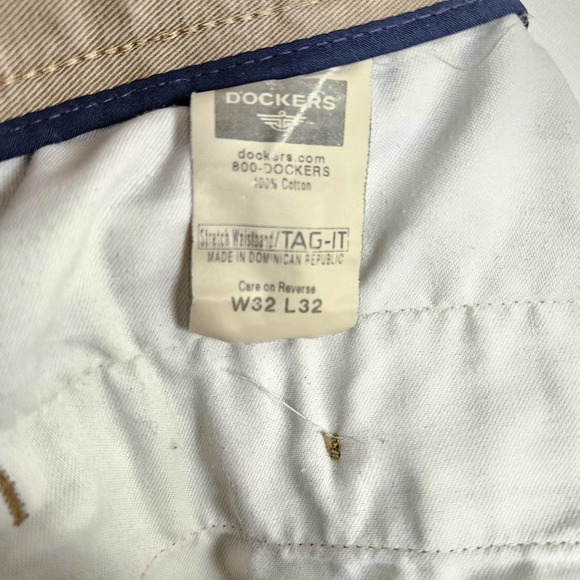 DOCKERS
dockers.com
800-DOCKERS
100% Cotton
Stretch Waistband/TAG-IT
MADE IN DOMINICAN REPUBLIC
Care on Reverse
W32 L32